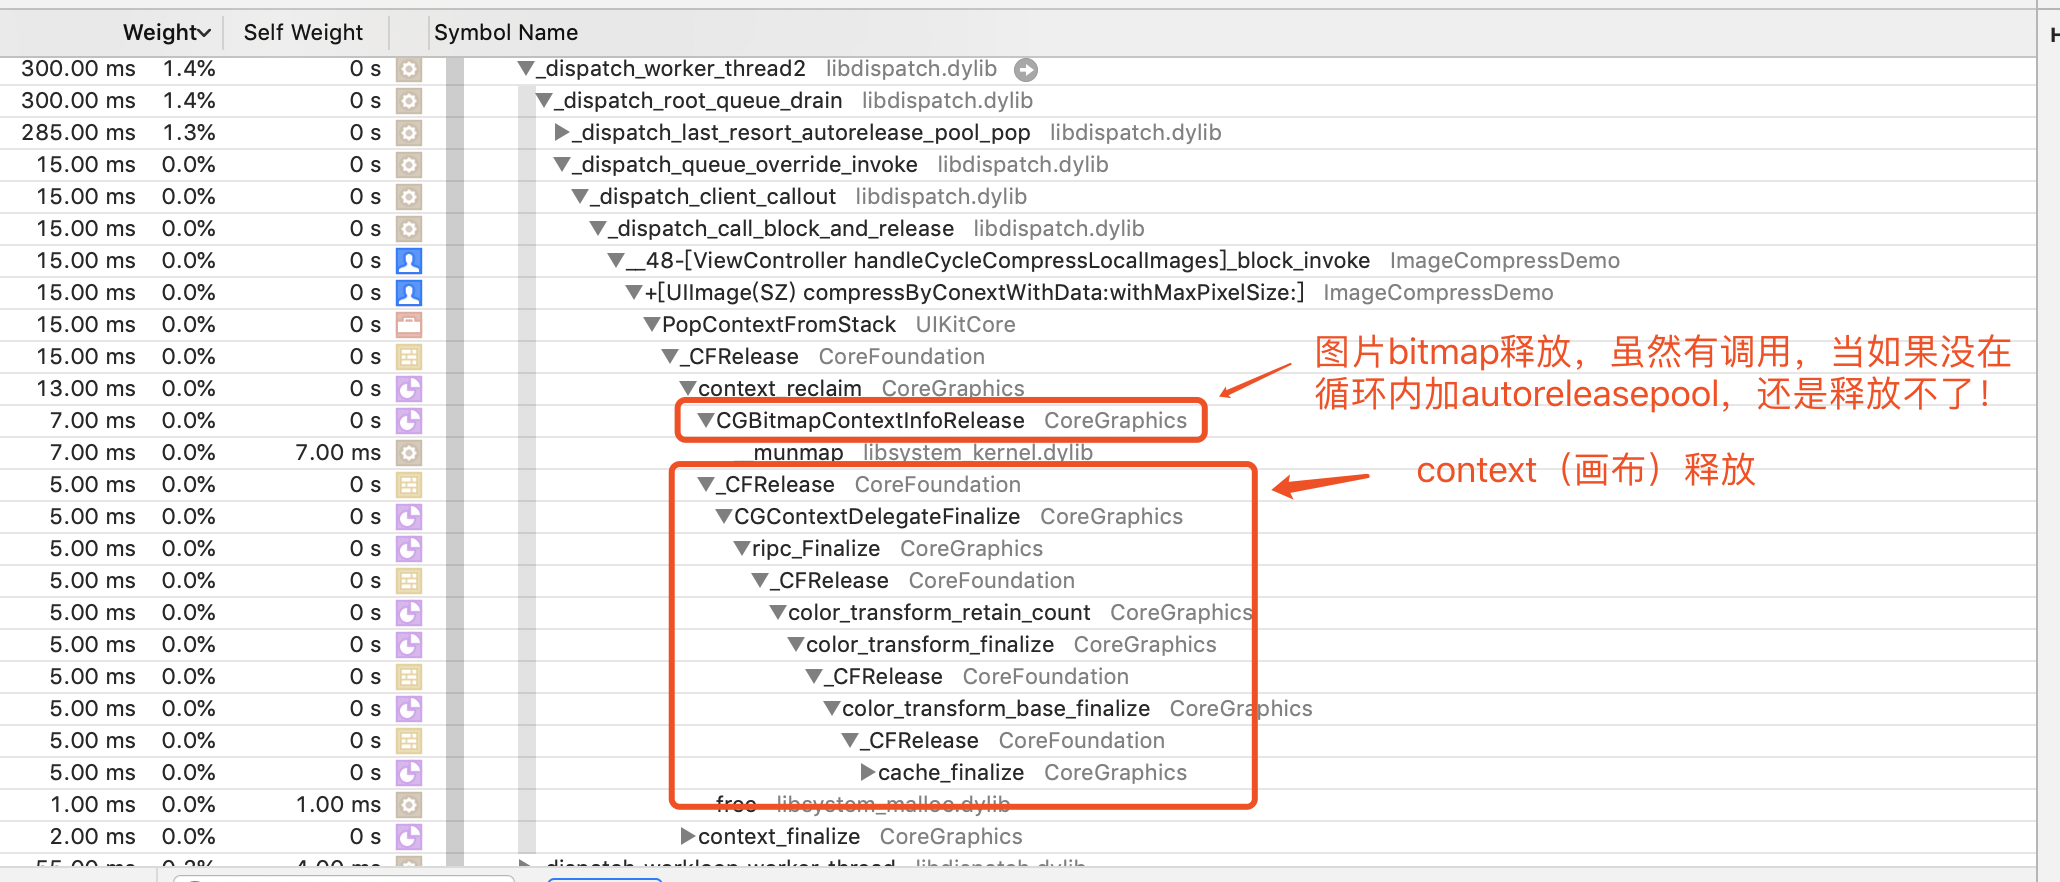 Weight Self Weight Symbol Name
300.00 ms 1.4% 0 s _dispatch_worker_thread2 libdispatch.dylib
300.00 ms 1.4% 0 s _dispatch_root_queue_drain libdispatch.dylib
285.00 ms 1.3% 0 s _dispatch_last_resort_autorelease_pool_pop libdispatch.dylib
15.00 ms 0.0% 0 s _dispatch_queue_override_invoke libdispatch.dylib
15.00 ms 0.0% 0 s _dispatch_client_callout libdispatch.dylib
15.00 ms 0.0% 0 s _dispatch_call_block_and_release libdispatch.dylib
15.00 ms 0.0% 0 s __48-[ViewController handleCycleCompressLocalImages]_block_invoke ImageCompressDemo
15.00 ms 0.0% 0 s +[UIImage(SZ) compressByConextWithData:withMaxPixelSize:] ImageCompressDemo
15.00 ms 0.0% 0 s PopContextFromStack UIKitCore
15.00 ms 0.0% 0 s _CFRelease CoreFoundation
13.00 ms 0.0% 0 s context_reclaim CoreGraphics
7.00 ms 0.0% 0 s CGBitmapContextInfoRelease CoreGraphics
7.00 ms 0.0% 7.00 ms __munmap libsystem_kernel.dylib
5.00 ms 0.0% 0 s _CFRelease CoreFoundation
5.00 ms 0.0% 0 s CGContextDelegateFinalize CoreGraphics
5.00 ms 0.0% 0 s ripc_Finalize CoreGraphics
5.00 ms 0.0% 0 s _CFRelease CoreFoundation
5.00 ms 0.0% 0 s color_transform_retain_count CoreGraphics
5.00 ms 0.0% 0 s color_transform_finalize CoreGraphics
5.00 ms 0.0% 0 s _CFRelease CoreFoundation
5.00 ms 0.0% 0 s color_transform_base_finalize CoreGraphics
5.00 ms 0.0% 0 s _CFRelease CoreFoundation
5.00 ms 0.0% 0 s cache_finalize CoreGraphics
1.00 ms 0.0% 1.00 ms free libsystem_malloc.dylib
2.00 ms 0.0% 0 s context_finalize CoreGraphics
55.00 ms 0.2% 4.00 ms _dispatch_workloop_worker_thread libdispatch.dylib
图片bitmap释放，虽然有调用，当如果没在
循环内加autoreleasepool，还是释放不了！
context（画布）释放